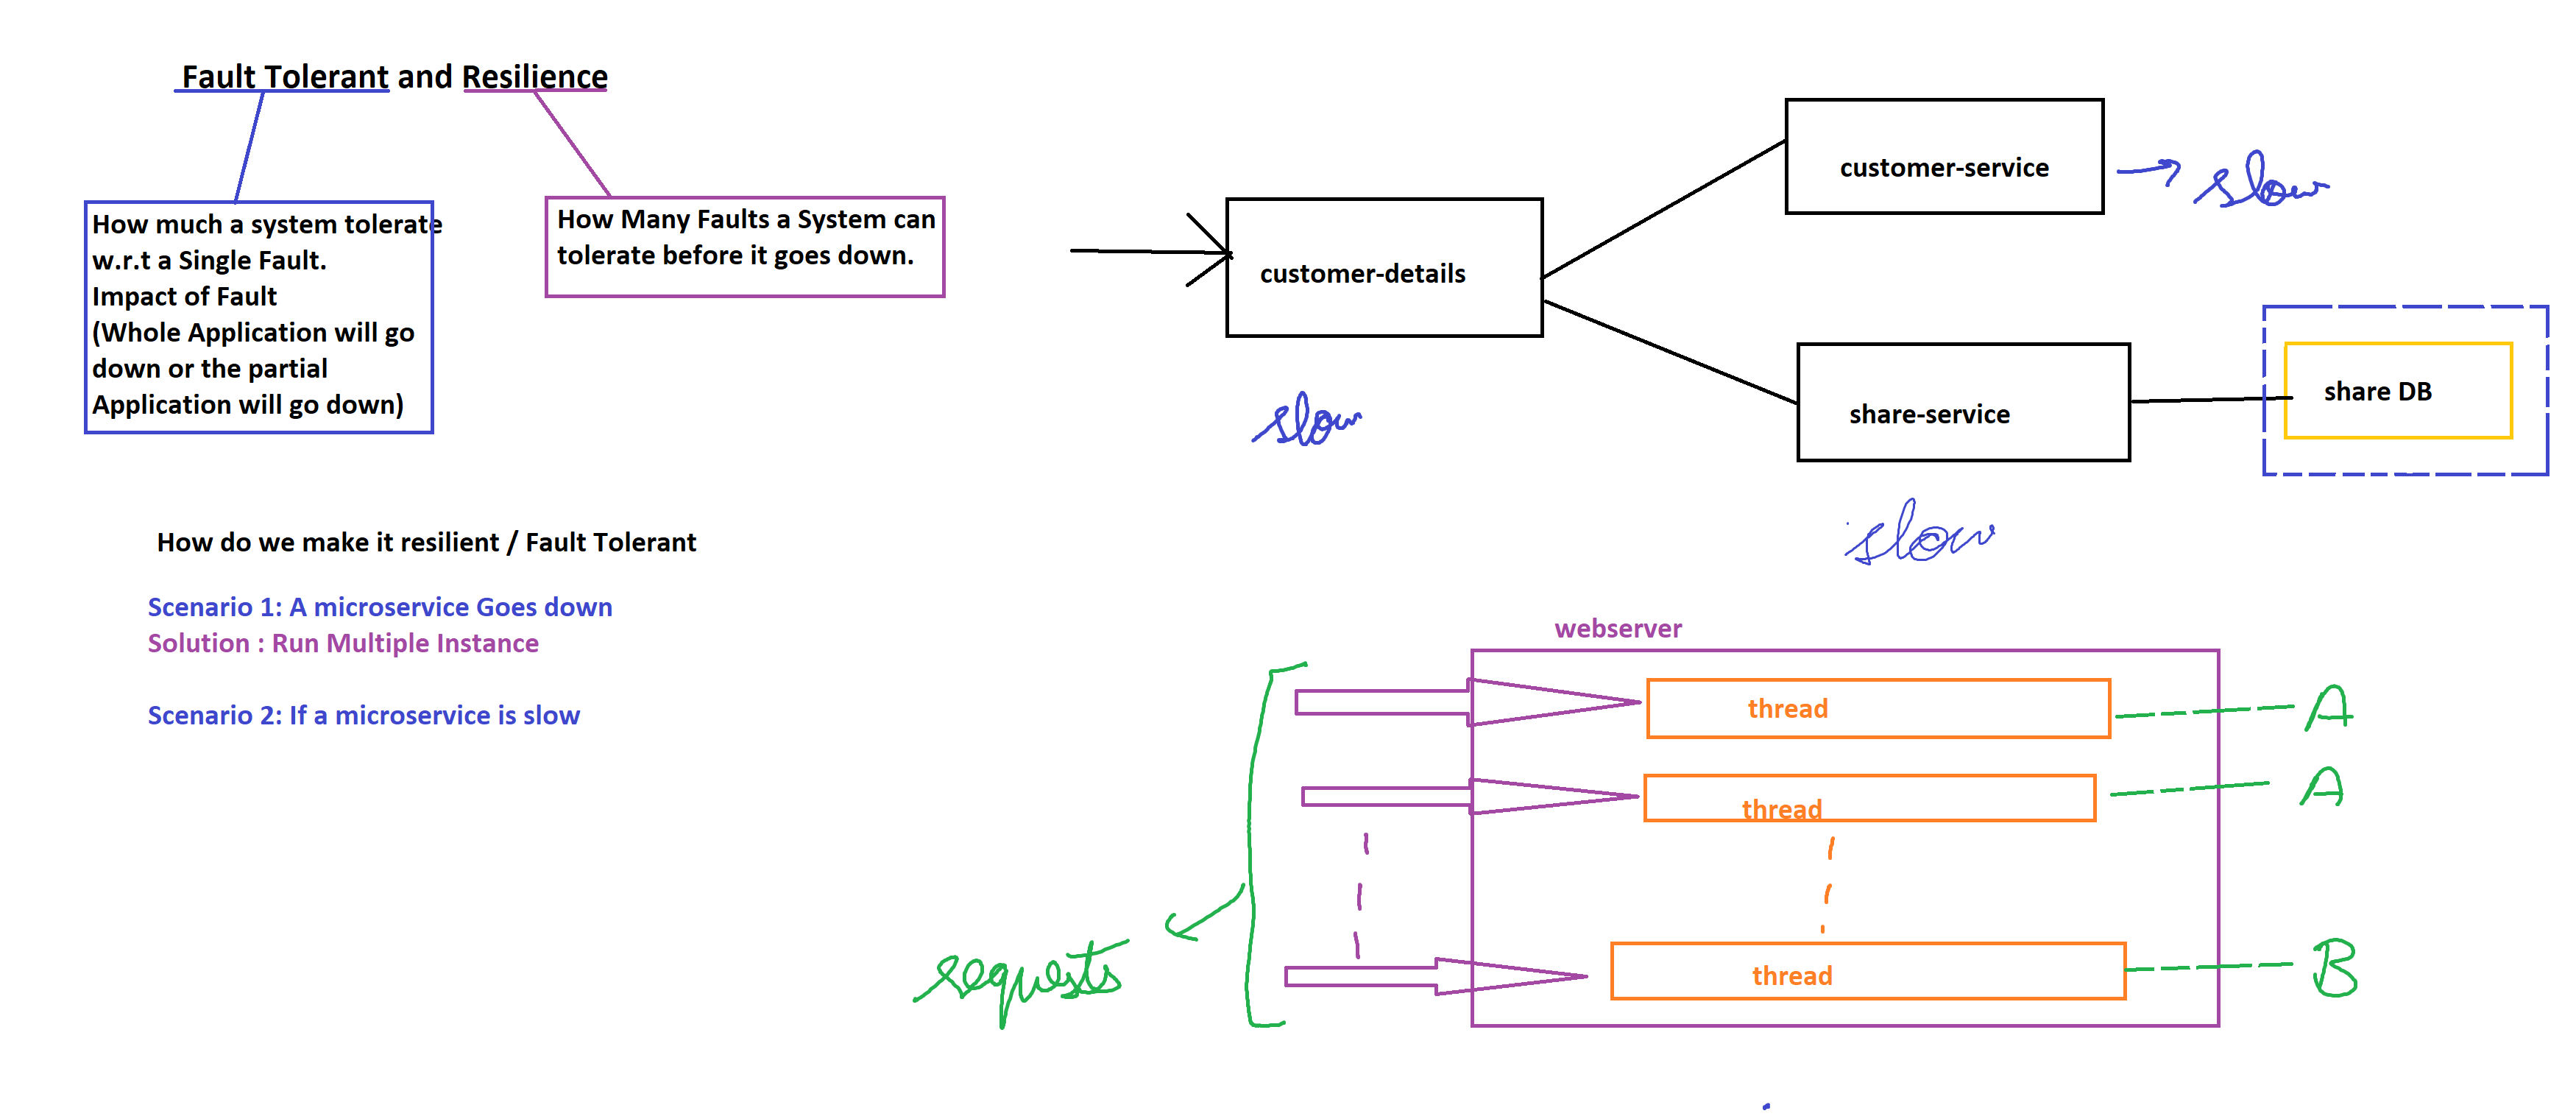 Fault Tolerant and Resilience
How much a system tolerate
w.r.t a Single Fault.
Impact of Fault
(Whole Application will go
down or the partial
Application will go down)
How Many Faults a System can
tolerate before it goes down.
How do we make it resilient / Fault Tolerant
Scenario 1: A microservice Goes down
Solution : Run Multiple Instance
Scenario 2: If a microservice is slow
customer-details
slow
customer-service
slow
share-service
slow
share DB
webserver
requests
thread
A
thread
A
thread
B